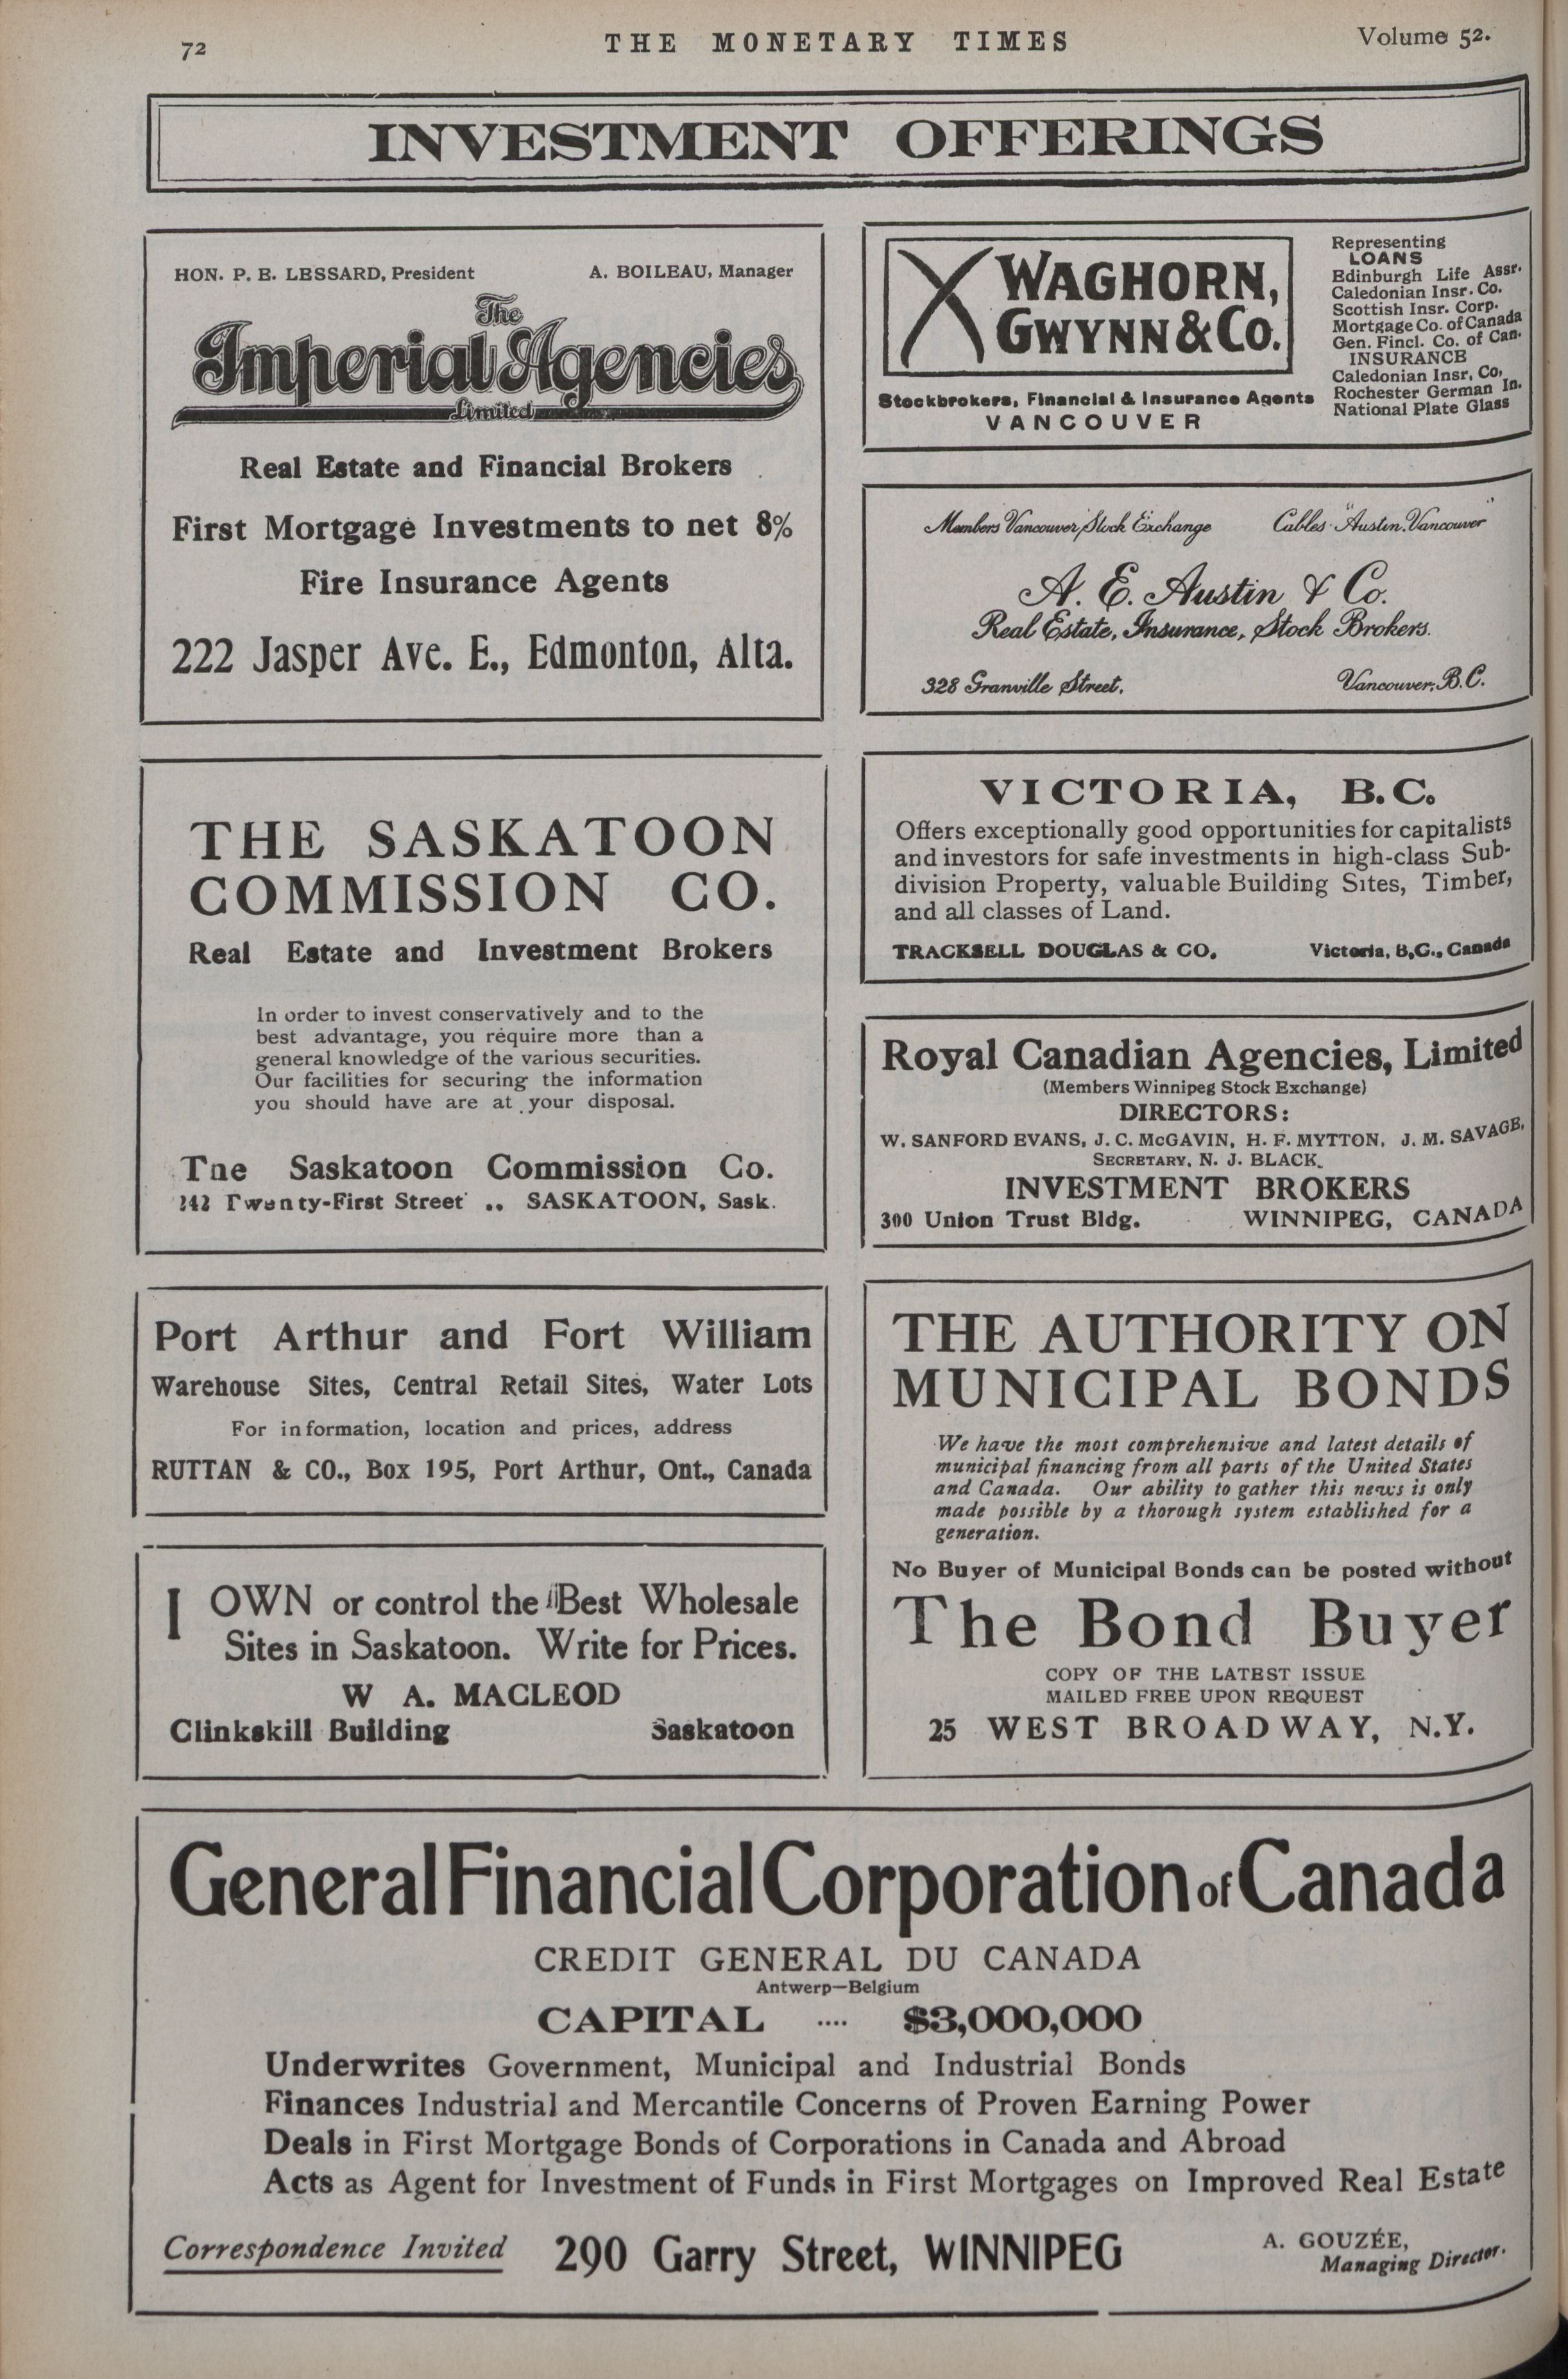 72
THE MONETARY TIMES
Volume 52.
INVESTMENT OFFERINGS
HON. P. E. LESSARD, President
A. BOILEAU, Manager
The
Imperial Agencies
Limited
Real Estate and Financial Brokers
First Mortgage Investments to net 8%
Fire Insurance Agents
222 Jasper Ave. E., Edmonton, Alta.
THE SASKATOON
COMMISSION CO.
Real Estate and Investment Brokers
In order to invest conservatively and to the
best advantage, you require more than a
general knowledge of the various securities.
Our facilities for securing the information
you should have are at your disposal.
The Saskatoon Commission Co.
242 Twenty-First Street .. SASKATOON, Sask.
Port Arthur and Fort William
Warehouse Sites, Central Retail Sites, Water Lots
For information, location and prices, address
RUTTAN & CO., Box 195, Port Arthur, Ont., Canada
I OWN or control the Best Wholesale
Sites in Saskatoon. Write for Prices.
W A. MACLEOD
Clinkskill Building Saskatoon
WAGHORN,
GWYNN & CO.
Stockbrokers, Financial & Insurance Agents
VANCOUVER
Representing
LOANS
Edinburgh Life Assr.
Caledonian Insr. Co.
Scottish Insr. Corp.
Mortgage Co. of Canada
Gen. Fincl. Co. of Can.
INSURANCE
Caledonian Insr, Co,
Rochester German In.
National Plate Glass
Members Vancouver Stock Exchange
Cables "Austin, Vancouver"
A. E. Austin & Co.
Real Estate, Insurance, Stock Brokers.
328 Granville Street,
Vancouver, B.C.
VICTORIA, B.C.
Offers exceptionally good opportunities for capitalists
and investors for safe investments in high-class Sub-
division Property, valuable Building Sites, Timber,
and all classes of Land.
TRACKSELL DOUGLAS & CO. Victoria, B.C., Canada
Royal Canadian Agencies, Limited
(Members Winnipeg Stock Exchange)
DIRECTORS:
W. SANFORD EVANS, J. C. McGAVIN, H. F. MYTTON, J. M. SAVAGE,
SECRETARY, N. J. BLACK.
INVESTMENT BROKERS
300 Union Trust Bldg. WINNIPEG, CANADA
THE AUTHORITY ON
MUNICIPAL BONDS
We have the most comprehensive and latest details of
municipal financing from all parts of the United States
and Canada. Our ability to gather this news is only
made possible by a thorough system established for a
generation.
No Buyer of Municipal Bonds can be posted without
The Bond Buyer
COPY OF THE LATEST ISSUE
MAILED FREE UPON REQUEST
25 WEST BROADWAY, N.Y.
General Financial Corporation of Canada
CREDIT GENERAL DU CANADA
Antwerp—Belgium
CAPITAL .... $3,000,000
Underwrites Government, Municipal and Industrial Bonds
Finances Industrial and Mercantile Concerns of Proven Earning Power
Deals in First Mortgage Bonds of Corporations in Canada and Abroad
Acts as Agent for Investment of Funds in First Mortgages on Improved Real Estate
Correspondence Invited
290 Garry Street, WINNIPEG
A. GOUZÉE,
Managing Director.